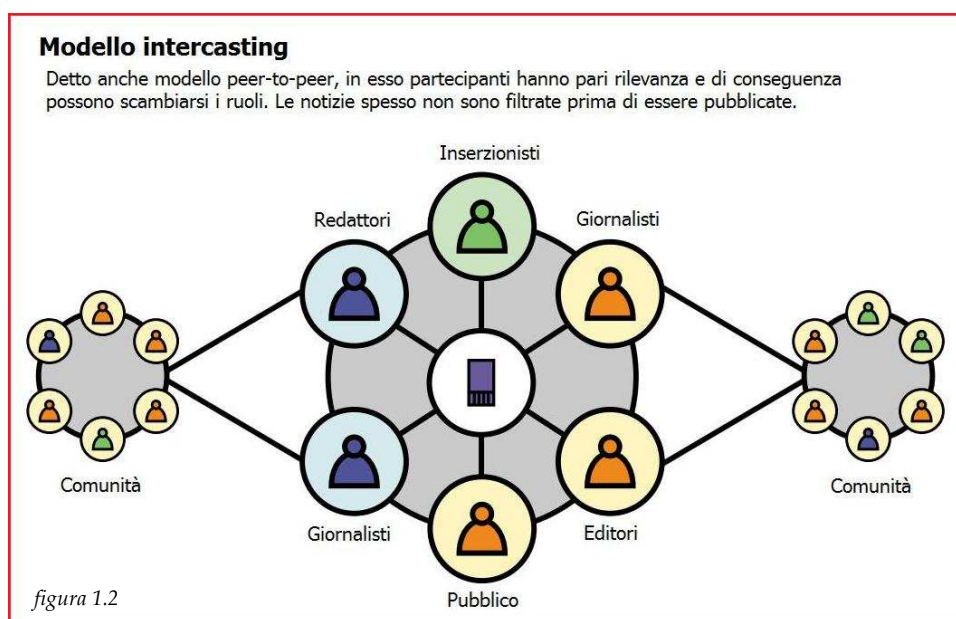 Modello intercasting
Detto anche modello peer-to-peer, in esso partecipanti hanno pari rilevanza e di conseguenza
possono scambiarsi i ruoli. Le notizie spesso non sono filtrate prima di essere pubblicate.
Inserzionisti
Redattori
Giornalisti
Comunità
Comunità
Giornalisti
Editori
Pubblico
figura 1.2